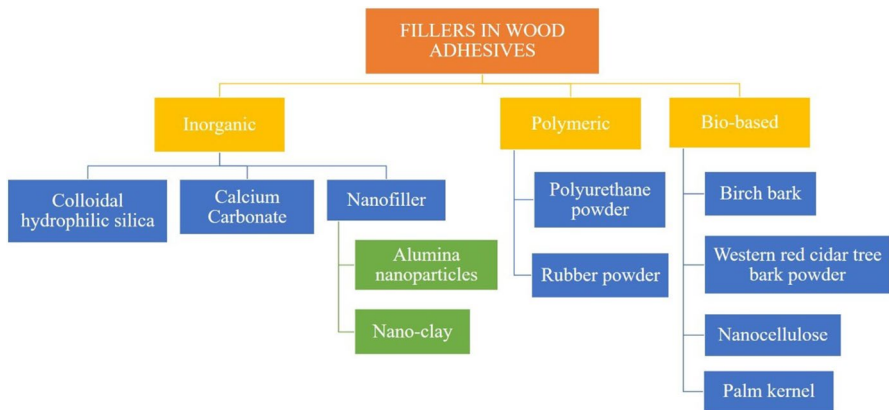 FILLERS IN WOOD
ADHESIVES
Inorganic
Polymeric
Bio-based
Colloidal
hydrophilic silica
Calcium
Carbonate
Nanofiller
Alumina
nanoparticles
Nano-clay
Polyurethane
powder
Rubber powder
Birch bark
Western red cidar tree
bark powder
Nanocellulose
Palm kernel